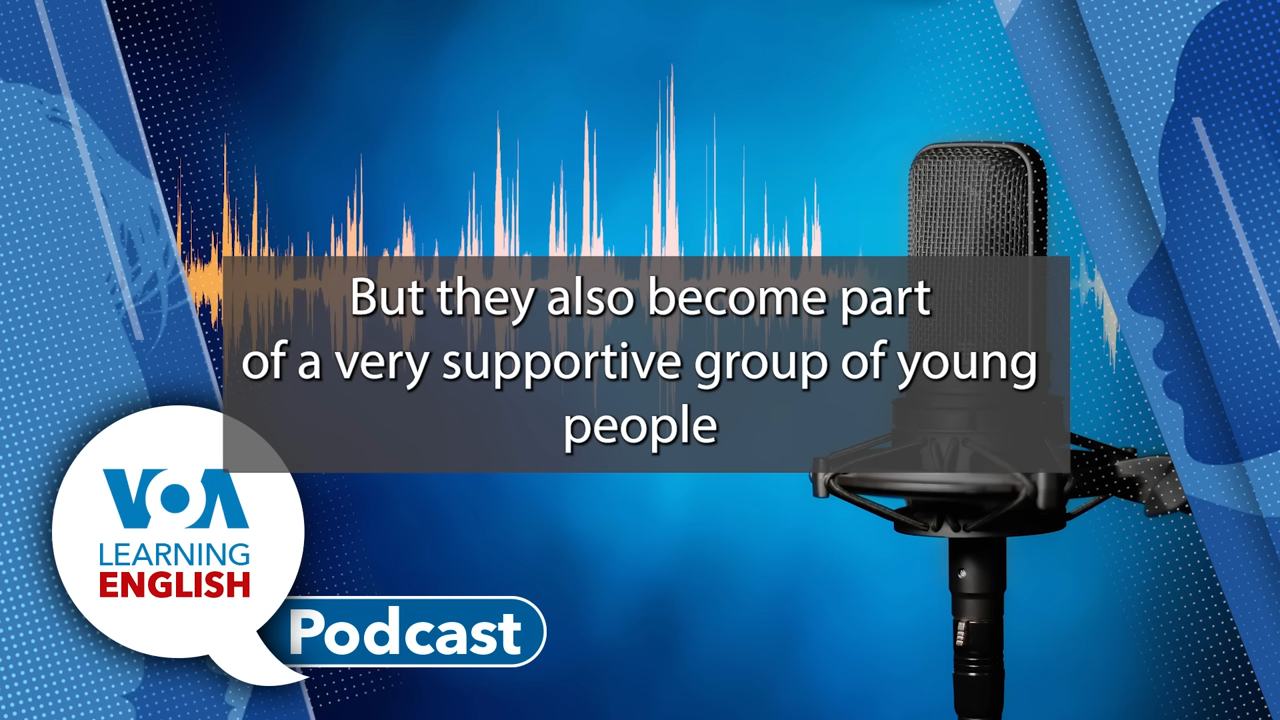 But they also become part
of a very supportive group of young
people
VOA
LEARNING
ENGLISH
Podcast